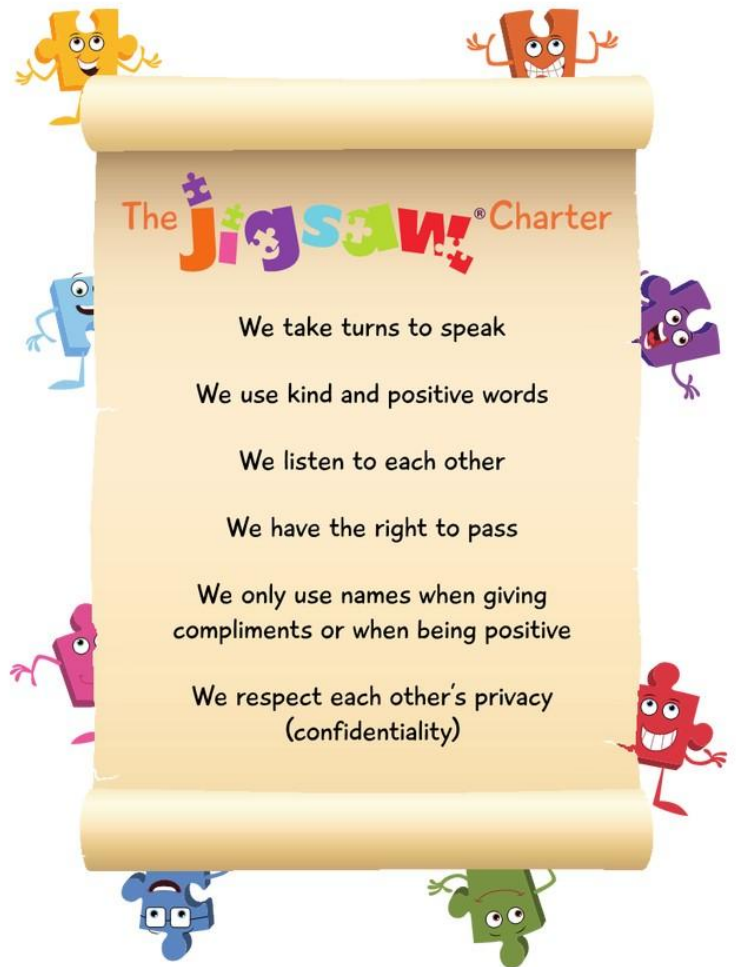 The jigsaw® Charter
We take turns to speak
We use kind and positive words
We listen to each other
We have the right to pass
We only use names when giving
compliments or when being positive
We respect each other's privacy
(confidentiality)